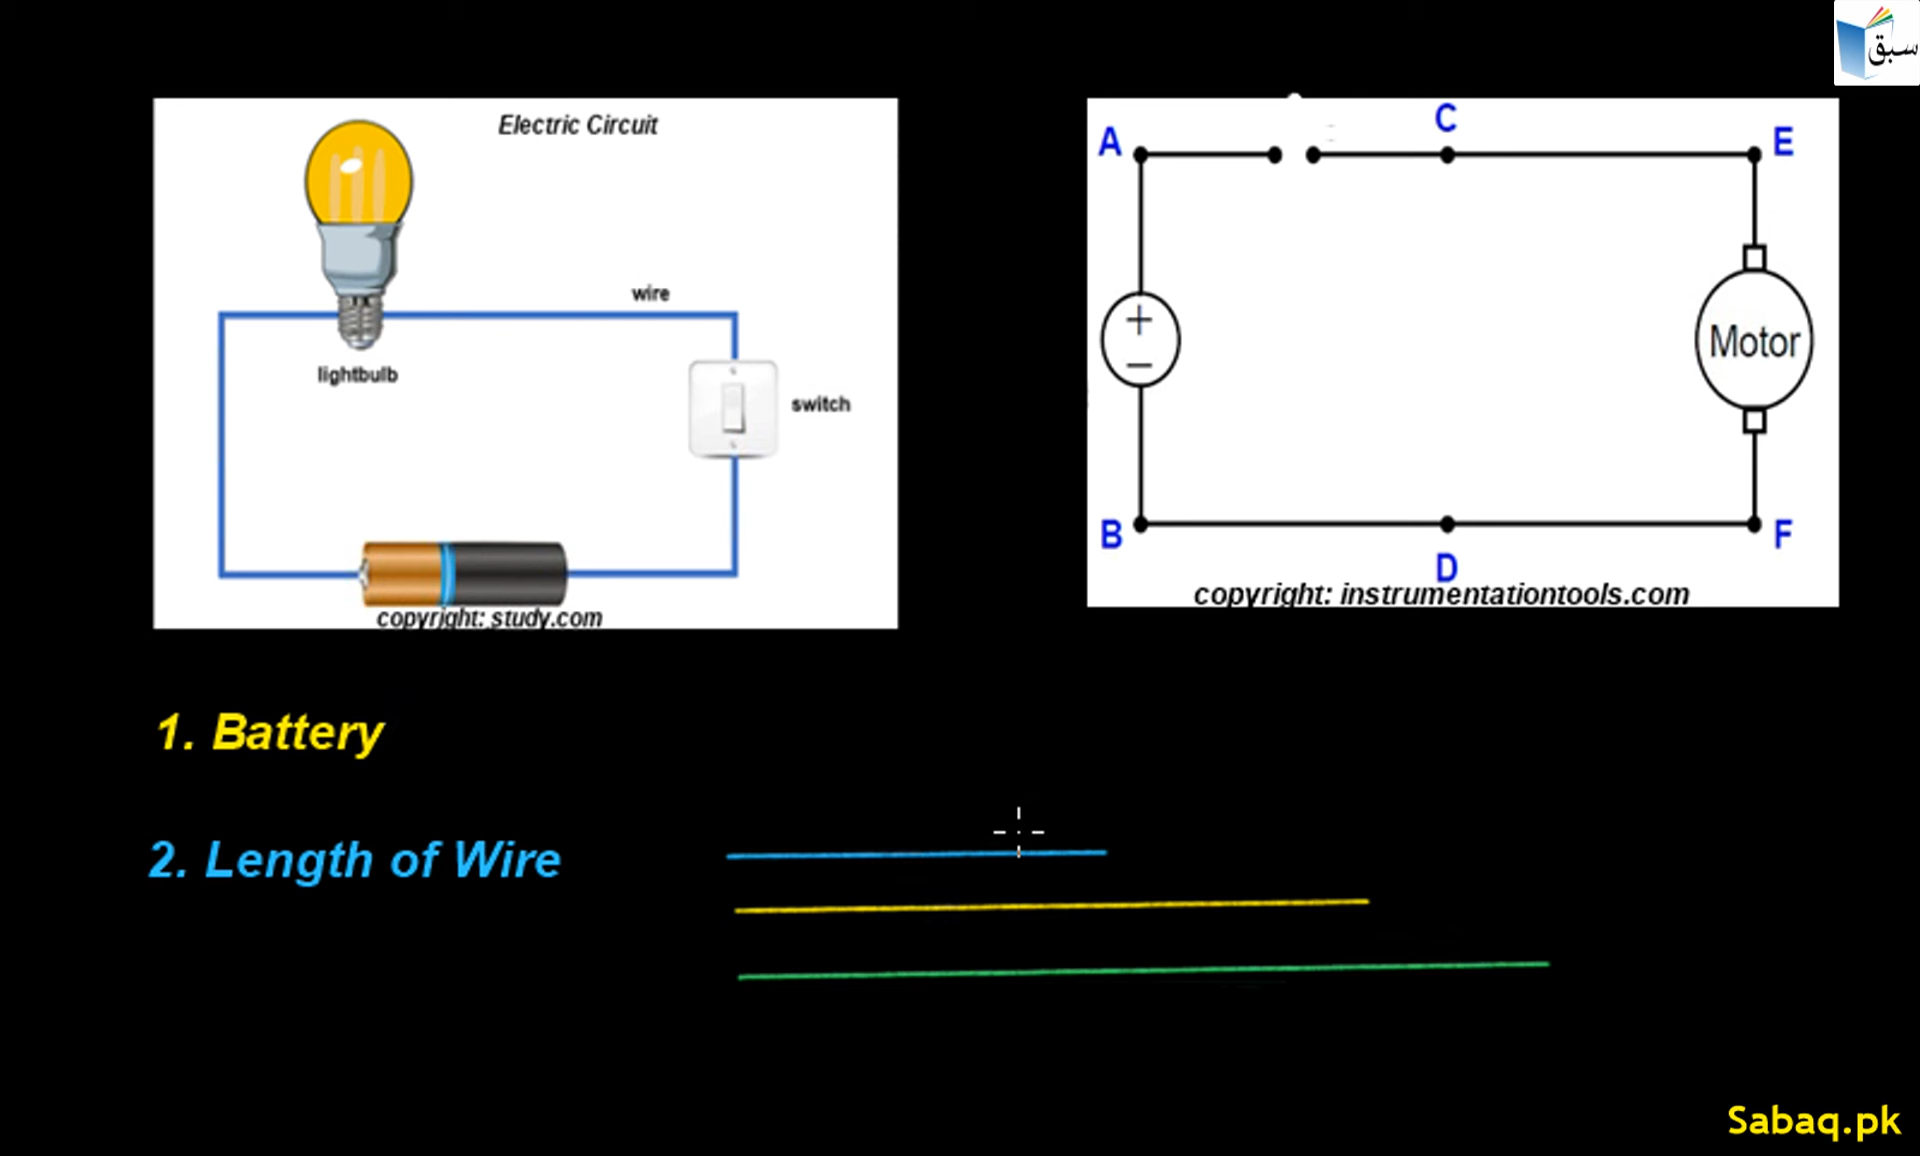 سبق
Electric Circuit
wire
lightbulb
switch
copyright: study.com
A
C
E
+
−
Motor
B
D
F
copyright: instrumentationtools.com
1. Battery
2. Length of Wire
Sabaq.pk